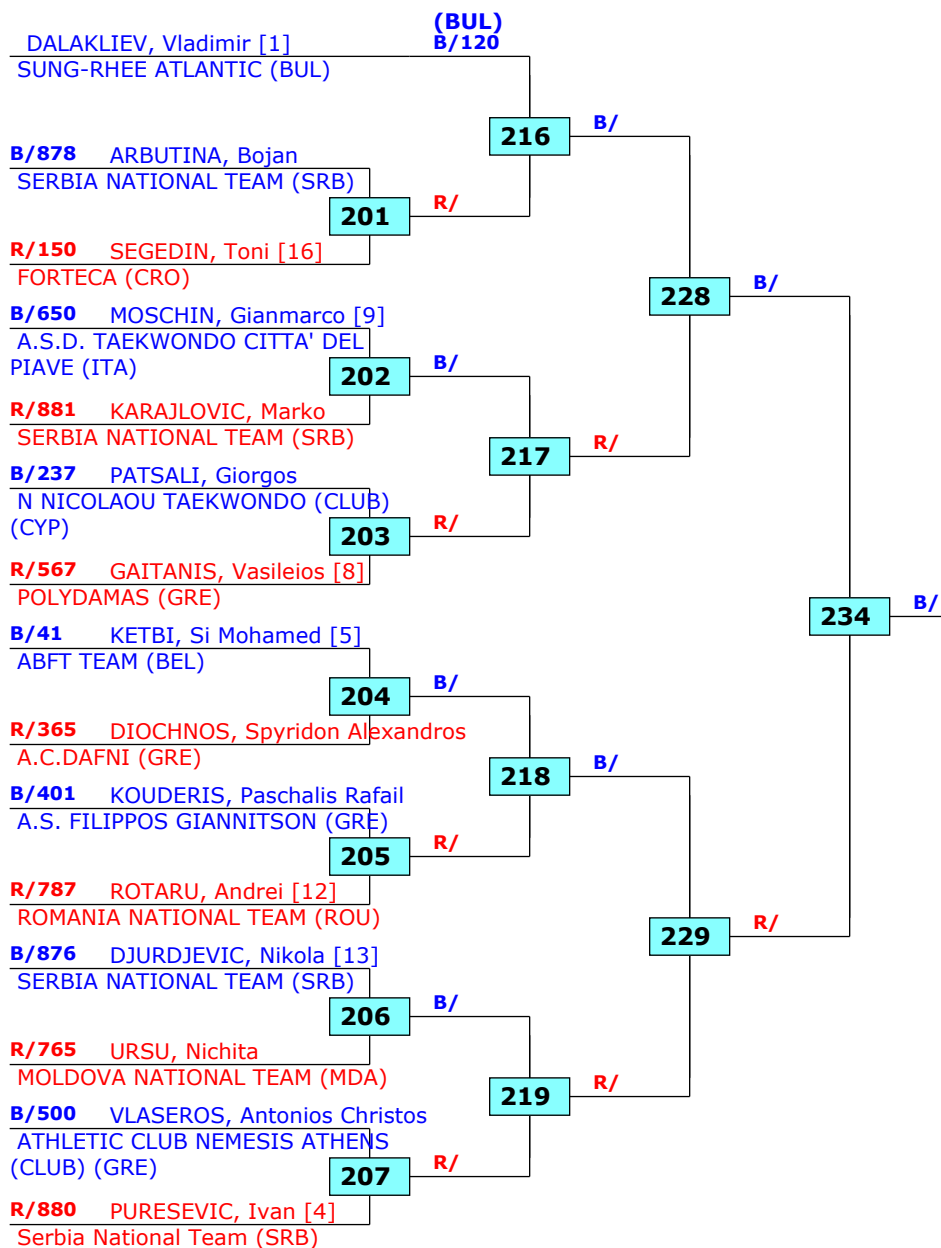 (BUL)
DALAKLIEV, Vladimir [1] B/120
SUNG-RHEE ATLANTIC (BUL)
216 B/
B/878 ARBUTINA, Bojan
SERBIA NATIONAL TEAM (SRB)
201 R/
R/150 SEGEDIN, Toni [16]
FORTECA (CRO)
228 B/
B/650 MOSCHIN, Gianmarco [9]
A.S.D. TAEKWONDO CITTA' DEL
PIAVE (ITA)
202 B/
R/881 KARAJLOVIC, Marko
SERBIA NATIONAL TEAM (SRB)
217 R/
B/237 PATSALI, Giorgos
N NICOLAOU TAEKWONDO (CLUB)
(CYP)
203 R/
R/567 GAITANIS, Vasileios [8]
POLYDAMAS (GRE)
234 B/
B/41 KETBI, Si Mohamed [5]
ABFT TEAM (BEL)
204 B/
R/365 DIOCHNOS, Spyridon Alexandros
A.C.DAFNI (GRE)
218 B/
B/401 KOUDERIS, Paschalis Rafail
A.S. FILIPPOS GIANNITSON (GRE)
205 R/
R/787 ROTARU, Andrei [12]
ROMANIA NATIONAL TEAM (ROU)
229 R/
B/876 DJURDJEVIC, Nikola [13]
SERBIA NATIONAL TEAM (SRB)
206 B/
R/765 URSU, Nichita
MOLDOVA NATIONAL TEAM (MDA)
219 R/
B/500 VLASEROS, Antonios Christos
ATHLETIC CLUB NEMESIS ATHENS
(CLUB) (GRE)
207 R/
R/880 PURESEVIC, Ivan [4]
Serbia National Team (SRB)